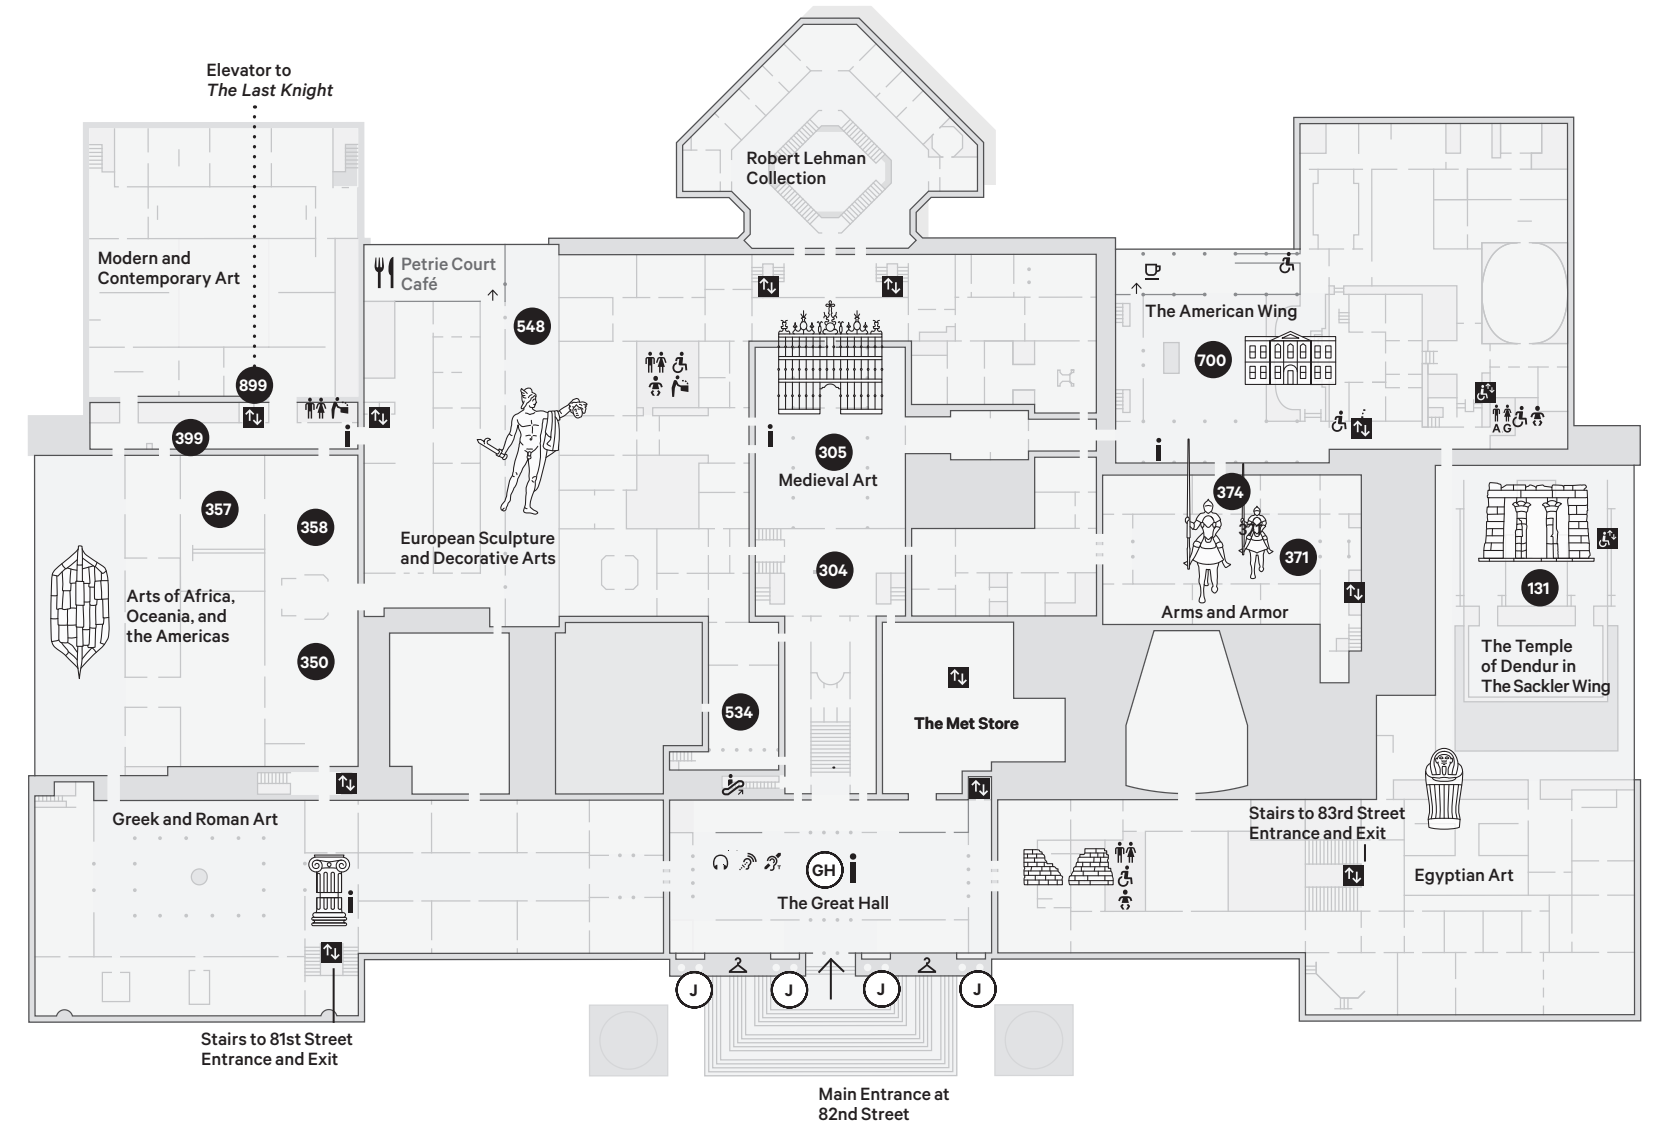 Elevator to
The Last Knight
Robert Lehman
Collection
Modern and
Contemporary Art
Petrie Court
Café
548
The American Wing
700
899
399
305
Medieval Art
A G
357
358
374
371
European Sculpture
and Decorative Arts
304
131
Arts of Africa,
Oceania, and
the Americas
Arms and Armor
350
The Temple
of Dendur in
The Sackler Wing
534
The Met Store
Greek and Roman Art
Stairs to 83rd Street
Entrance and Exit
GH
The Great Hall
Egyptian Art
J
J
J
J
Stairs to 81st Street
Entrance and Exit
Main Entrance at
82nd Street